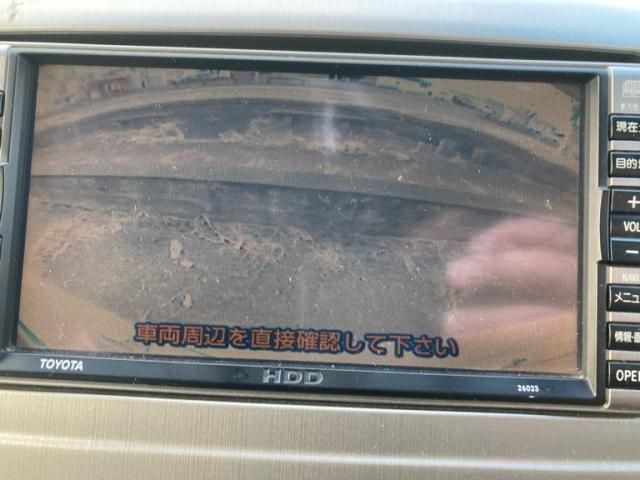 車両周辺を直接確認して下さい
TOYOTA
HDD
26023
現在
目的
+
VOL
−
NAVI
メニュ
情報・
OPE